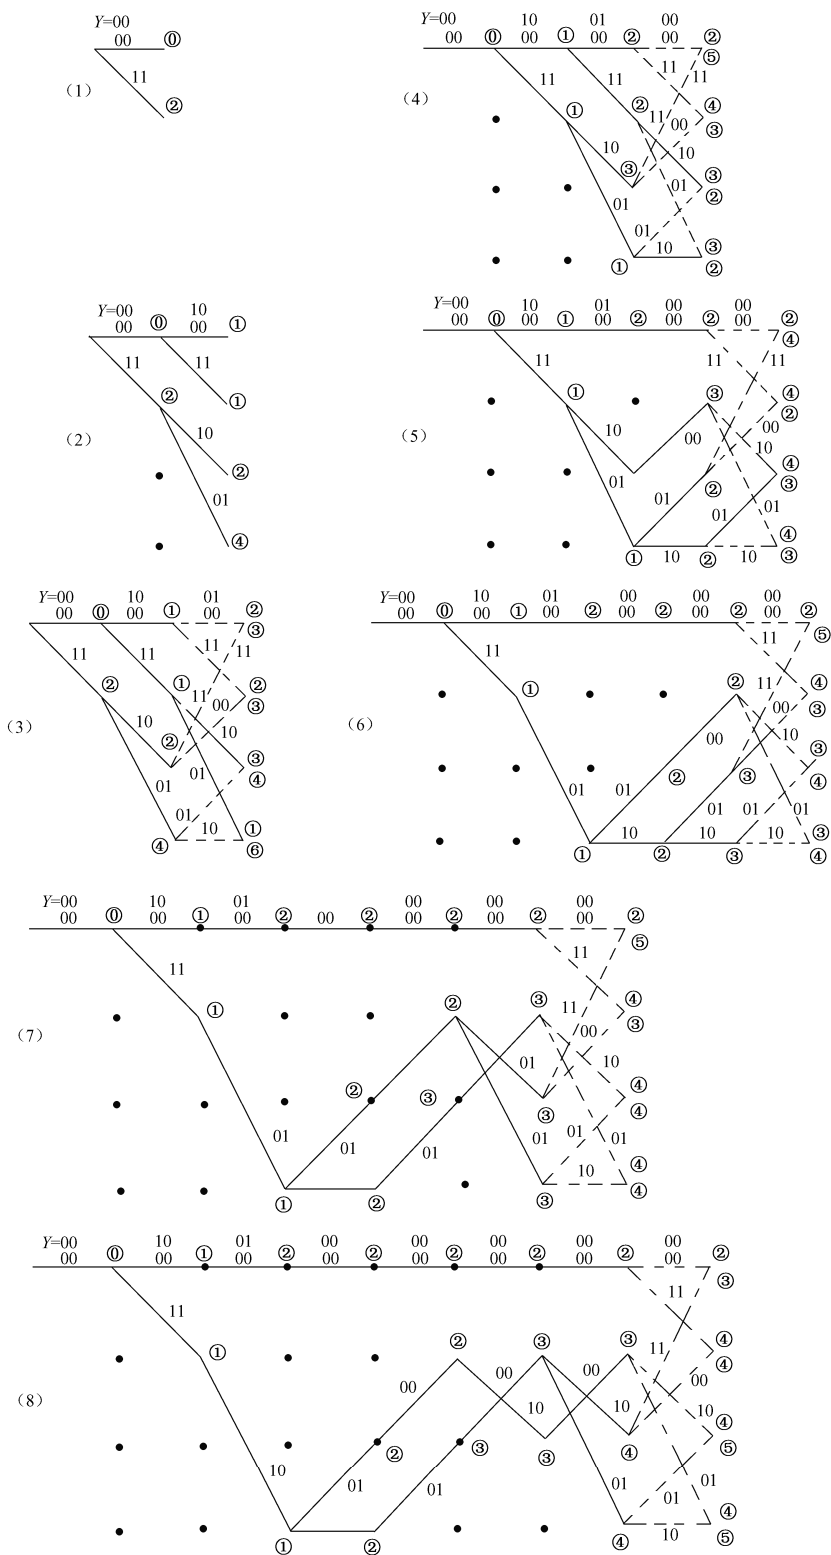 Y=00
00 ⓪
11
(1) ②
Y=00 10 01 00
00 ⓪ 00 ① 00 ② 00 ②
⑤
11 11 11 11
(4) ① ② 11 00 ④
③
10 10
③ 01 01 ③
②
01 10 ③
① ②
Y=00 10
00 ⓪ 00 ①
11 11
② ①
10
(2) ②
01
④
Y=00 10 01 00 00
00 ⓪ 00 ① 00 ② 00 ② 00 ②
④
11 11 11
① ③ ④
②
(5) 10 00 00
10 ④
01 01 ② 01 01 ③
④
① 10 ② 10 ③
Y=00 10 01
00 ⓪ 00 ① 00 ②
③
11 11 11 11
② ① 11 00 ②
③
(3) 10 10
② ③
01 01 ④
01 ①
④ 10 ⑥
Y=00 10 01 00 00 00
00 ⓪ 00 ① 00 ② 00 ② 00 ② 00 ②
⑤
11 11
① ② 11 ④
00 ③
(6) 00 10 ③
② ③ ④
01 01 01 01 01 ③
① 10 ② 10 ③ 10 ④
Y=00 10 01 00 00 00
00 ⓪ 00 ① 00 ② 00 ② 00 ② 00 ② 00 ②
⑤
11 11
① ② ③ 11 ④
③
(7) 00
01 10
② ③ ③ ④
④
01 01 01 01 01 01
④
① ② ③ 10 ④
Y=00 10 01 00 00 00 00 00
00 ⓪ 00 ① 00 ② 00 ② 00 ② 00 ② 00 ② 00 ②
③
11 11
① ② ③ ③ 11 ④
④
(8) 00 00 00 00
10 10 10 ④
② ③ ③ ④ ⑤
10 01 01 01 01 01
④
① ② ④ 10 ⑤